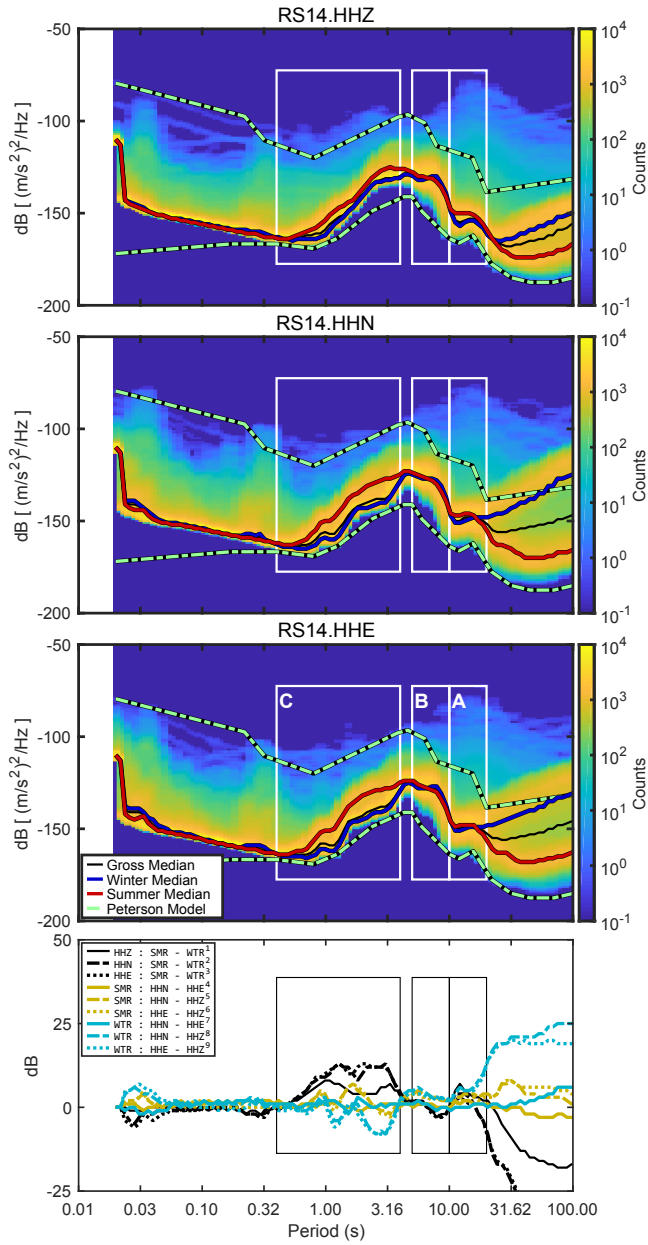 RS14.HHZ
-50
-100
-150
-200
dB [ (m/s²)²/Hz]
10⁴
10³
10²
10¹
10⁰
10⁻¹
Counts
RS14.HHN
-50
-100
-150
-200
dB [ (m/s²)²/Hz]
10⁴
10³
10²
10¹
10⁰
10⁻¹
Counts
RS14.HHE
-50
-100
-150
-200
dB [ (m/s²)²/Hz]
C B A
Gross Median
Winter Median
Summer Median
Peterson Model
10⁴
10³
10²
10¹
10⁰
10⁻¹
Counts
50
25
0
-25
dB
HHZ : SMR - WTR¹
HHN : SMR - WTR²
HHE : SMR - WTR³
SMR : HHN - HHE⁴
SMR : HHN - HHZ⁵
SMR : HHE - HHZ⁶
WTR : HHN - HHE⁷
WTR : HHN - HHZ⁸
WTR : HHE - HHZ⁹
0.01 0.03 0.10 0.32 1.00 3.16 10.00 31.62 100.00
Period (s)